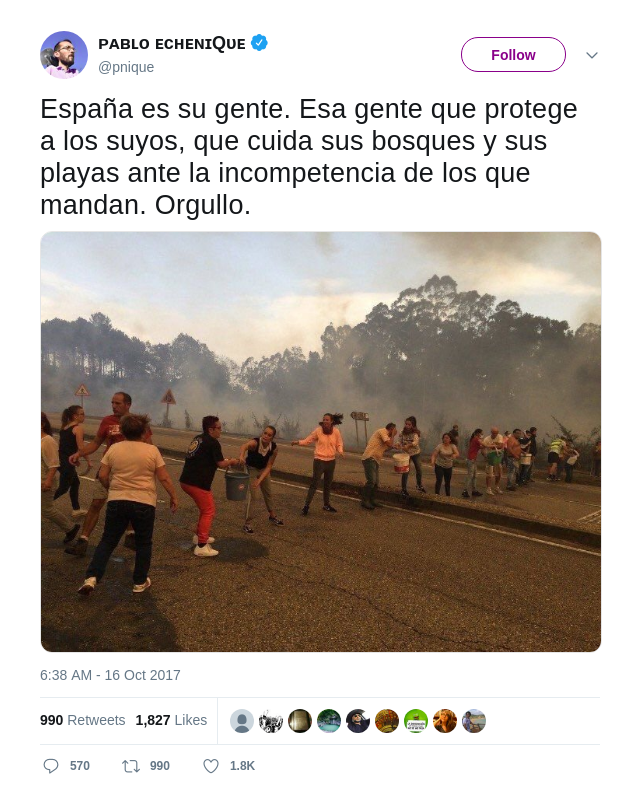 PABLO ECHENIQUE
@pnique
Follow
España es su gente. Esa gente que protege
a los suyos, que cuida sus bosques y sus
playas ante la incompetencia de los que
mandan. Orgullo.
6:38 AM - 16 Oct 2017
990 Retweets 1,827 Likes
570 990 1.8K